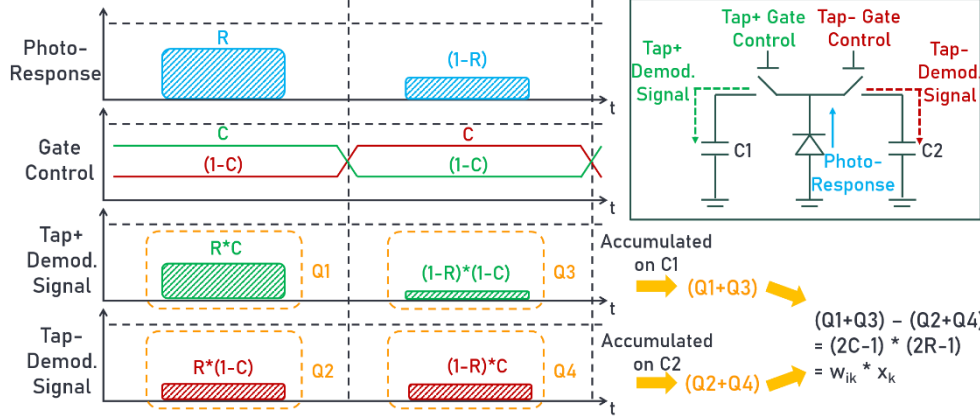 Photo-
Response
R
(1-R)
t
Gate
Control
C
(1-C)
C
(1-C)
t
Tap+
Demod.
Signal
R*C
Q1
(1-R)*(1-C)
Q3
t
Tap-
Demod.
Signal
R*(1-C)
Q2
(1-R)*C
Q4
t
Tap+ Gate
Control
Tap- Gate
Control
Tap+
Demod.
Signal
Tap-
Demod.
Signal
C1
C2
Photo-
Response
Accumulated
on C1
(Q1+Q3)
Accumulated
on C2
(Q2+Q4)
(Q1+Q3) – (Q2+Q4)
= (2C-1) * (2R-1)
= wik * xk